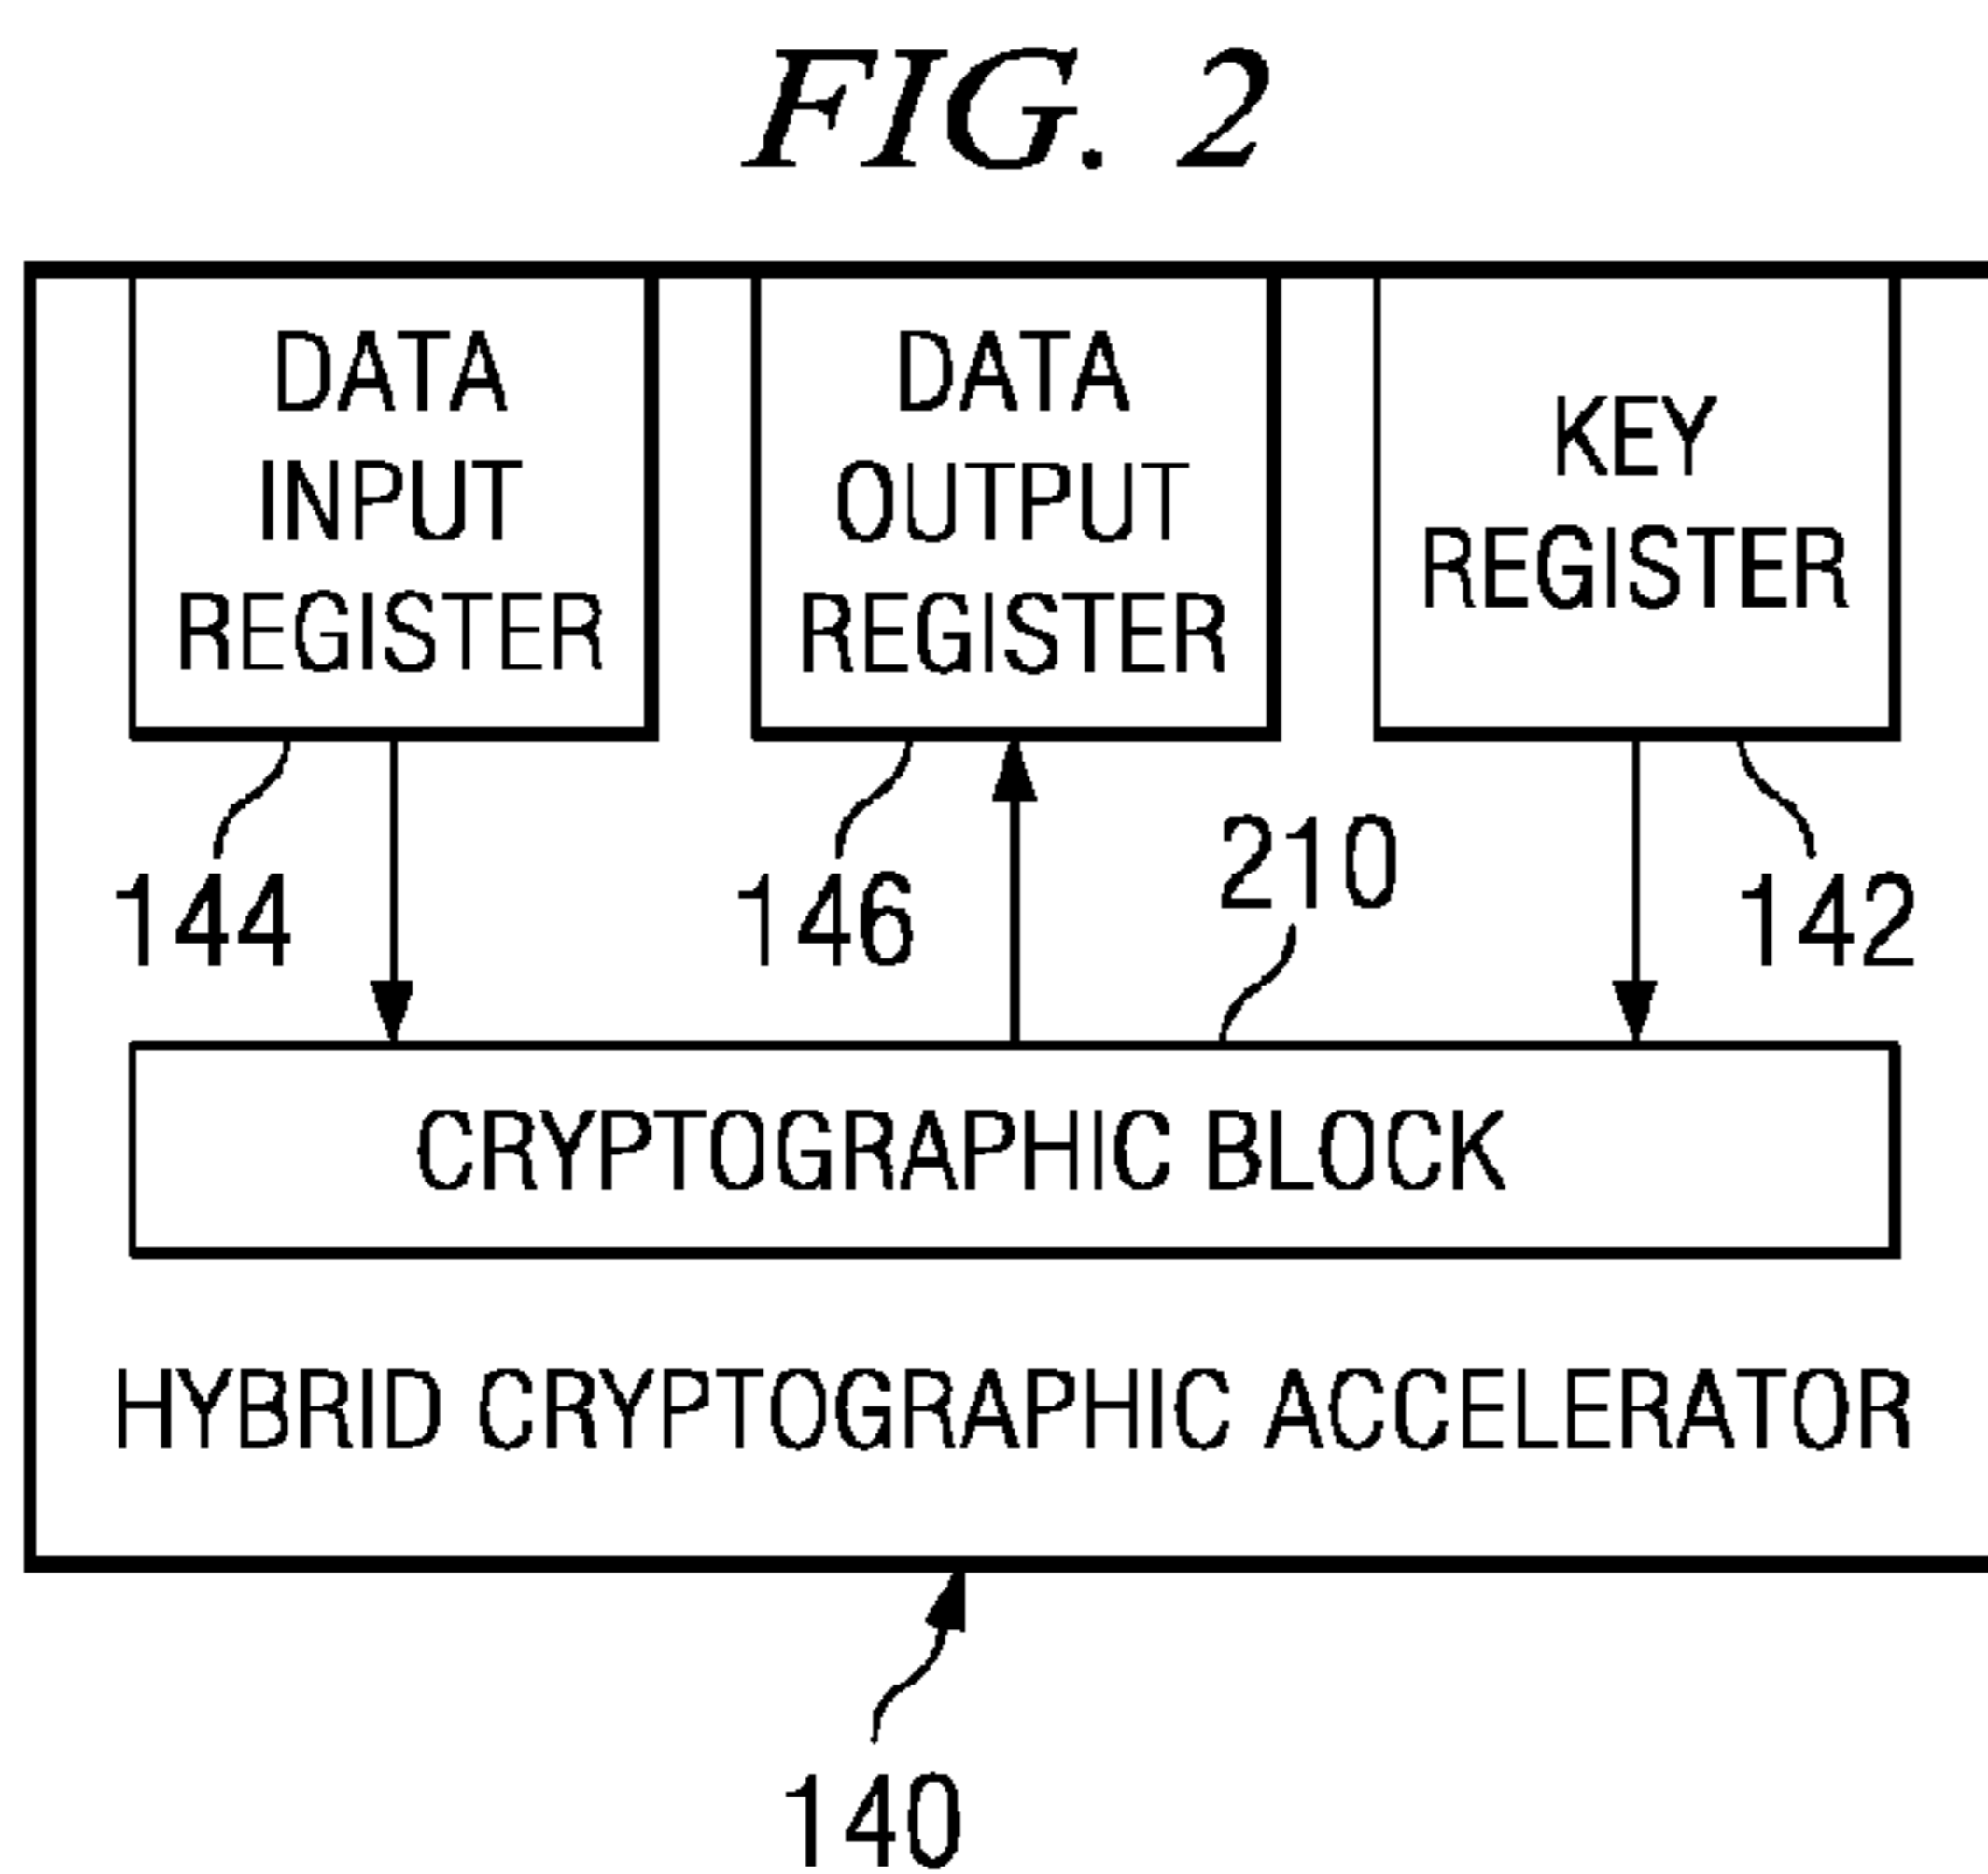 FIG. 2
DATA
INPUT
REGISTER
DATA
OUTPUT
REGISTER
KEY
REGISTER
144
146
210
142
CRYPTOGRAPHIC BLOCK
HYBRID CRYPTOGRAPHIC ACCELERATOR
140